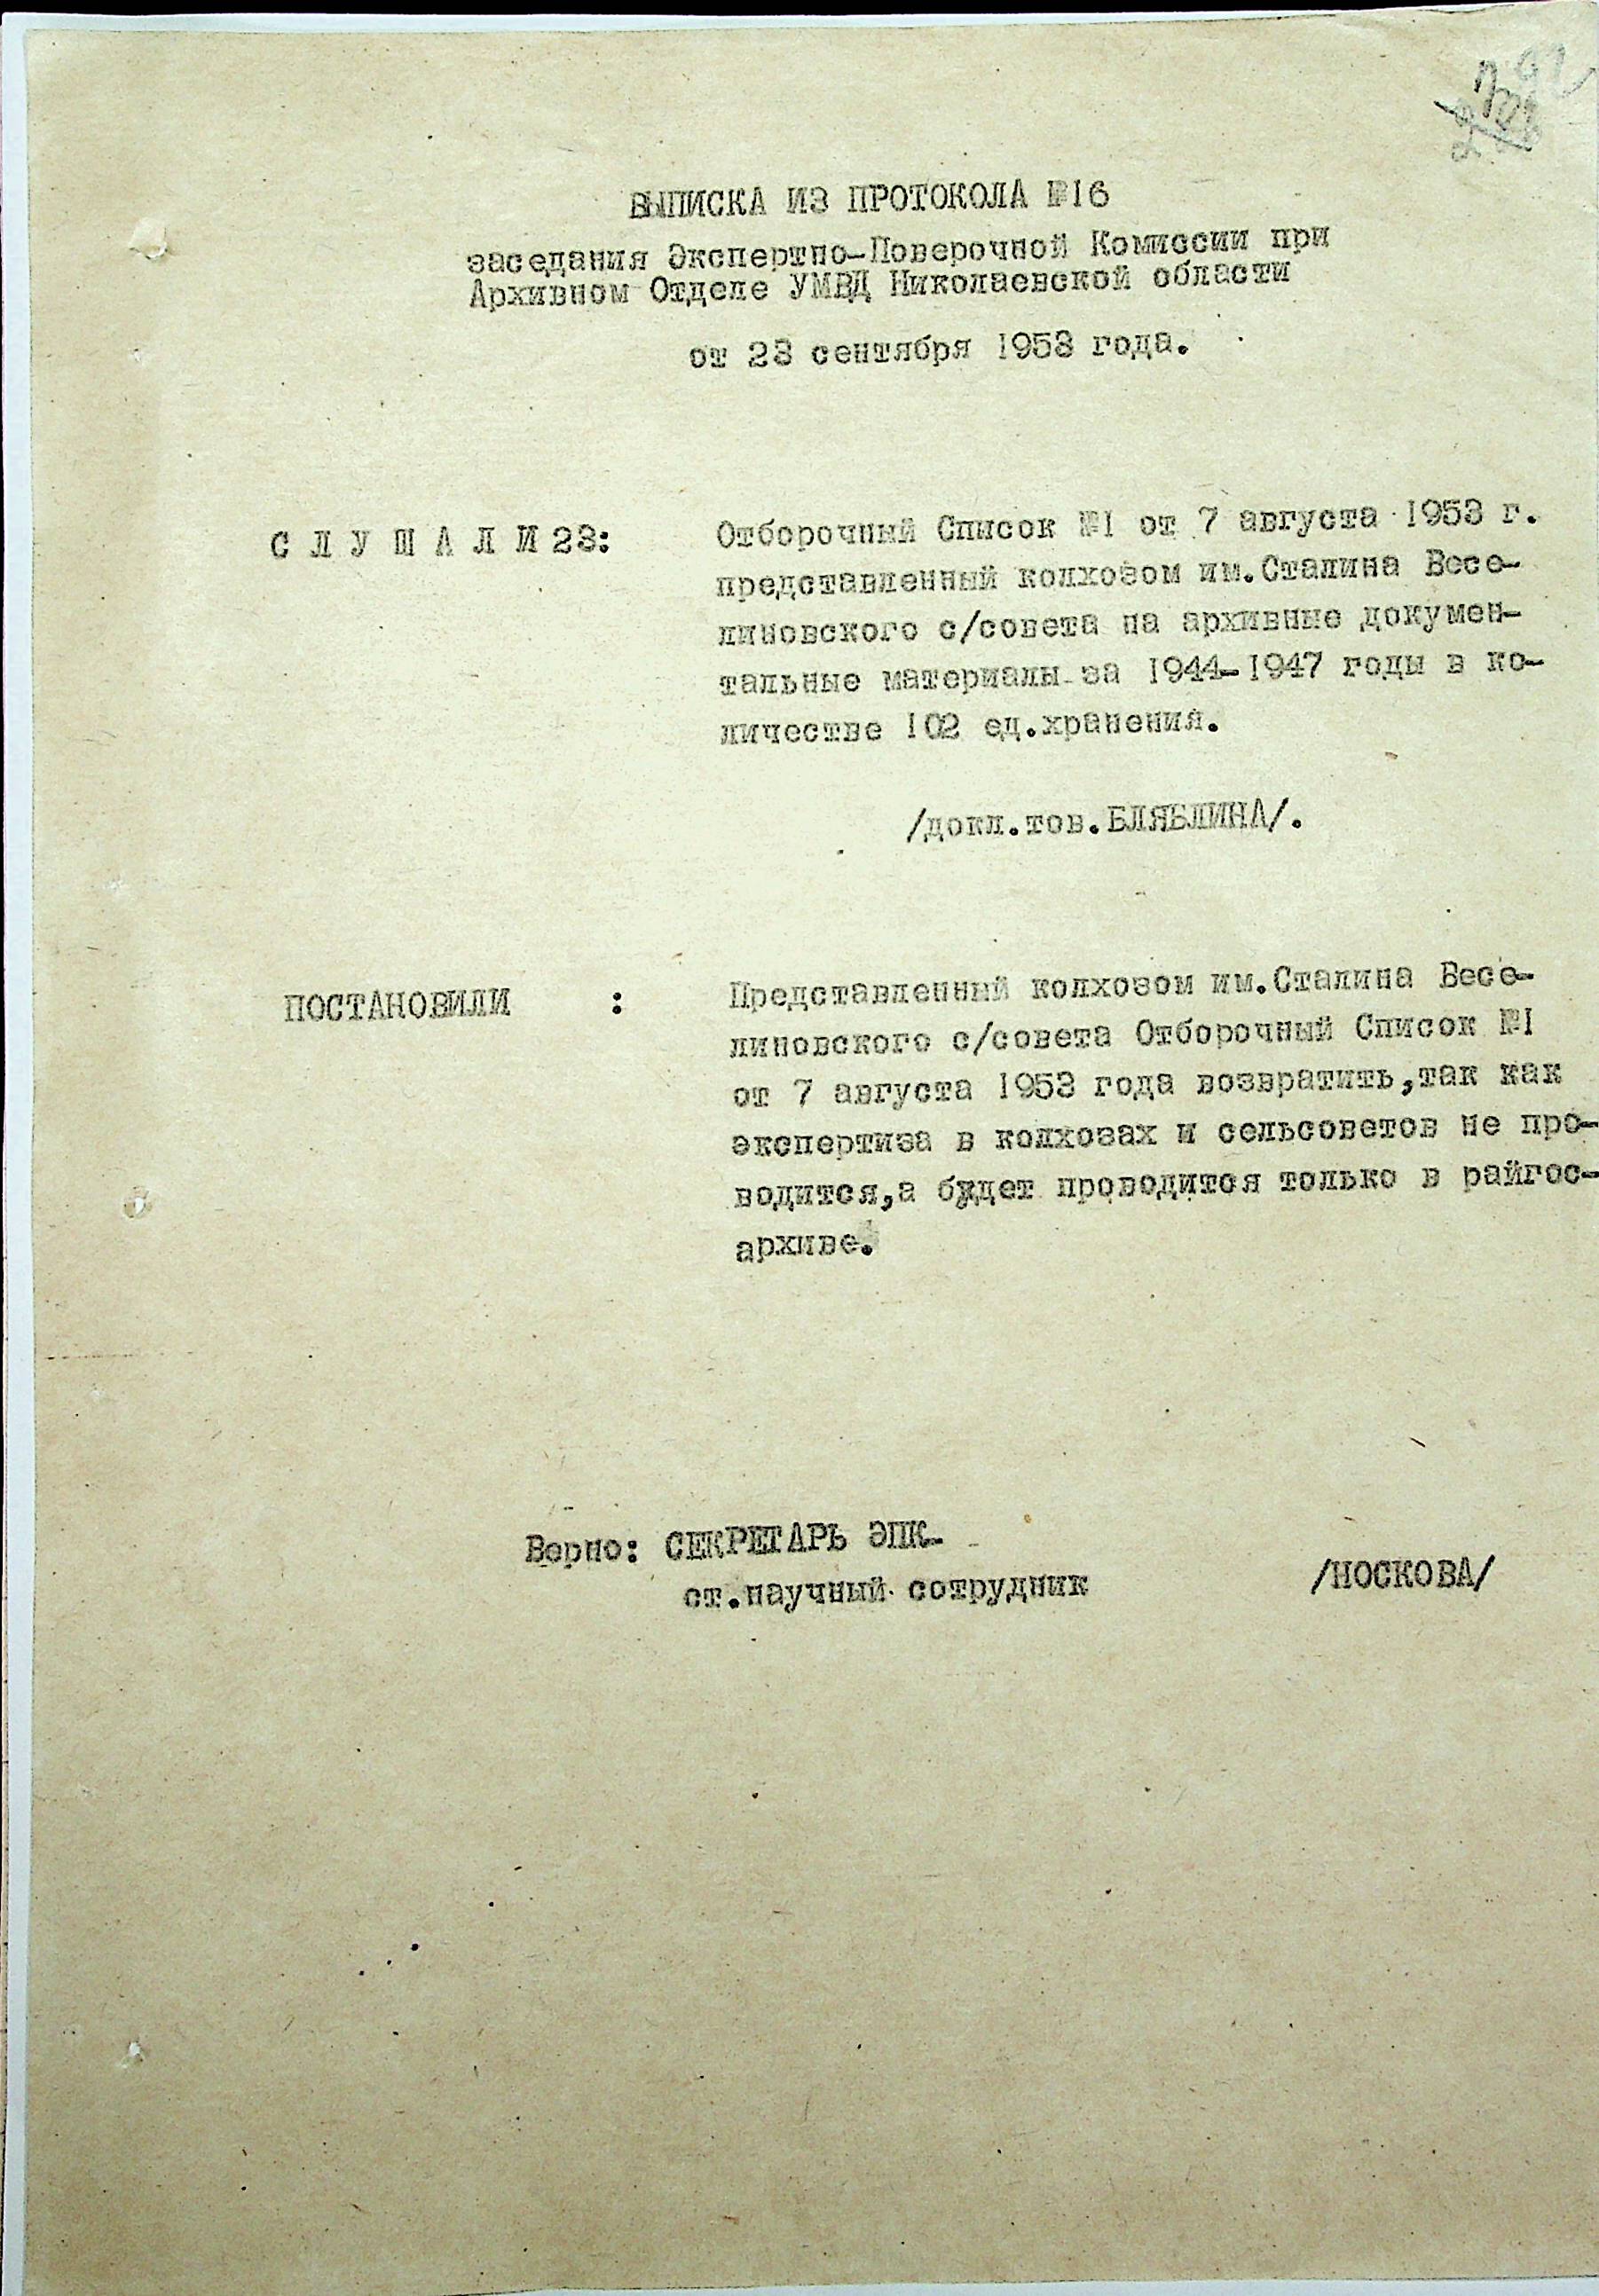 ВЫПИСКА ИЗ ПРОТОКОЛА №16
заседания Экспертно-Поверочной Комиссии при
Архивном Отделе УМВД Николаевской области
от 23 сентября 1953 года.
С Л У Ш А Л И 23:
Отборочный Список №1 от 7 августа 1953 г.
представленный колхозом им.Сталина Весе-
линовского с/совета на архивные докумен-
тальные материалы за 1944-1947 годы в ко-
личестве 102 ед.хранения.
/докл.тов.БЛЯБЛИНА/.
ПОСТАНОВИЛИ :
Представленный колхозом им.Сталина Весе-
линовского с/совета Отборочный Список №1
от 7 августа 1953 года возвратить,так как
экспертиза в колхозах и сельсоветов не про-
водится,а будет проводится только в райгос-
архиве.
Верно: СЕКРЕТАРЬ ЭПК-
ст.научный сотрудник /НОСКОВА/